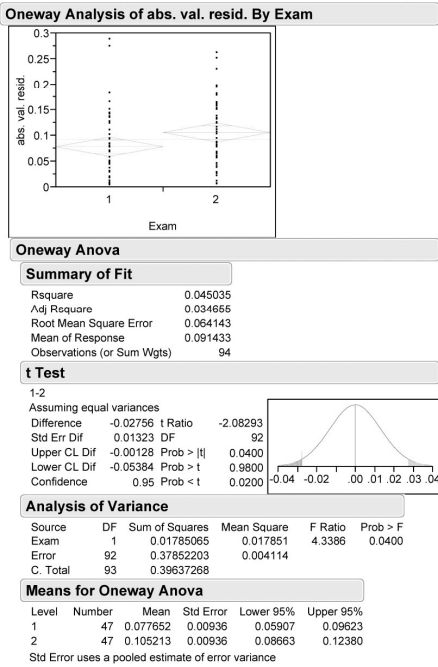 Oneway Analysis of abs. val. resid. By Exam
0.3
0.25
0.2
0.15
0.1
0.05
0
abs. val. resid.
1 2
Exam
Oneway Anova
Summary of Fit
Rsquare 0.045035
Adj Rsquare 0.034655
Root Mean Square Error 0.064143
Mean of Response 0.091433
Observations (or Sum Wgts) 94
t Test
1-2
Assuming equal variances
Difference -0.02756 t Ratio -2.08293
Std Err Dif 0.01323 DF 92
Upper CL Dif -0.00128 Prob > |t| 0.0400
Lower CL Dif -0.05384 Prob > t 0.9800
Confidence 0.95 Prob < t 0.0200
-0.04 -0.02 .00 .01 .02 .03 .04
Analysis of Variance
Source DF Sum of Squares Mean Square F Ratio Prob > F
Exam 1 0.01785065 0.017851 4.3386 0.0400
Error 92 0.37852203 0.004114
C. Total 93 0.39637268
Means for Oneway Anova
Level Number Mean Std Error Lower 95% Upper 95%
1 47 0.077652 0.00936 0.05907 0.09623
2 47 0.105213 0.00936 0.08663 0.12380
Std Error uses a pooled estimate of error variance